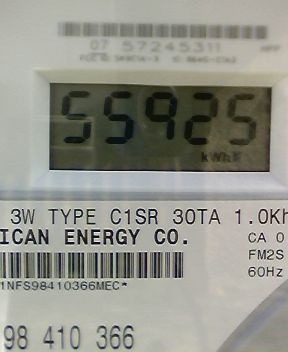 07 57245311
55925
kWh
3W TYPE C1SR 30TA 1.0Kh
ICAN ENERGY CO.
CA 0
FM2S
60Hz
1NFS98410366MEC*
98 410 366